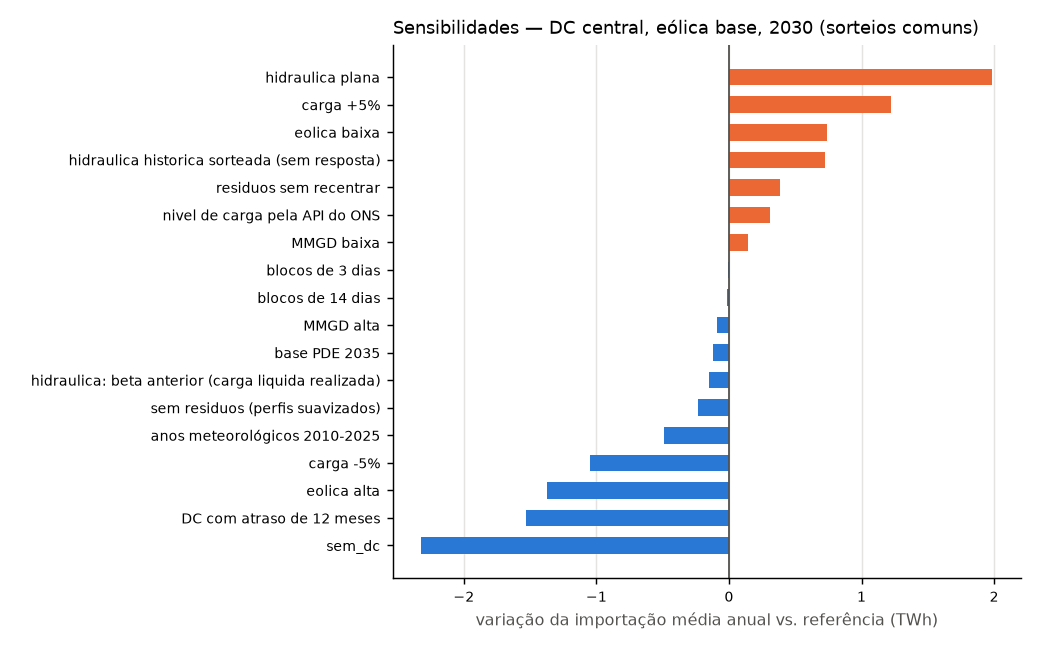 Sensibilidades — DC central, eólica base, 2030 (sorteios comuns)
hidraulica plana
carga +5%
eolica baixa
hidraulica historica sorteada (sem resposta)
residuos sem recentrar
nivel de carga pela API do ONS
MMGD baixa
blocos de 3 dias
blocos de 14 dias
MMGD alta
base PDE 2035
hidraulica: beta anterior (carga liquida realizada)
sem residuos (perfis suavizados)
anos meteorológicos 2010-2025
carga -5%
eolica alta
DC com atraso de 12 meses
sem_dc
−2 −1 0 1 2
variação da importação média anual vs. referência (TWh)